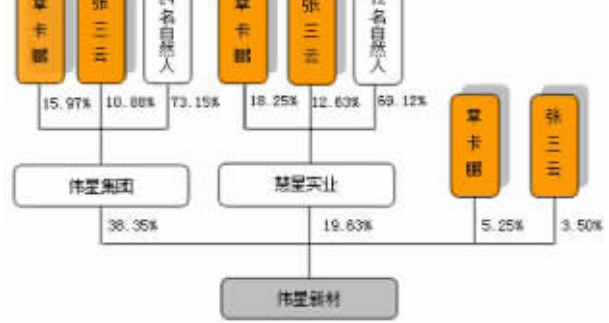 章卡鹏
张三云
名自然人
章卡鹏
张三云
名自然人
15.97%
10.88%
73.15%
18.25%
12.63%
69.12%
章卡鹏
张三云
伟星集团
慧星实业
38.35%
19.63%
5.25%
3.50%
伟星新材